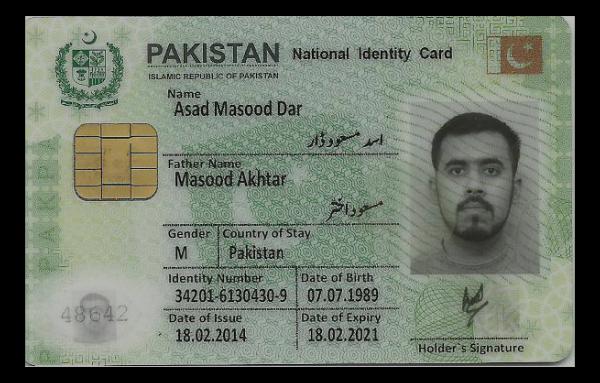 PAKISTAN National Identity Card
ISLAMIC REPUBLIC OF PAKISTAN
Name
Asad Masood Dar
اسد مسعود ڈار
Father Name
Masood Akhtar
مسعود اختر
Gender Country of Stay
M Pakistan
Identity Number Date of Birth
34201-6130430-9 07.07.1989
Date of Issue Date of Expiry
18.02.2014 18.02.2021
48642
Holder's Signature